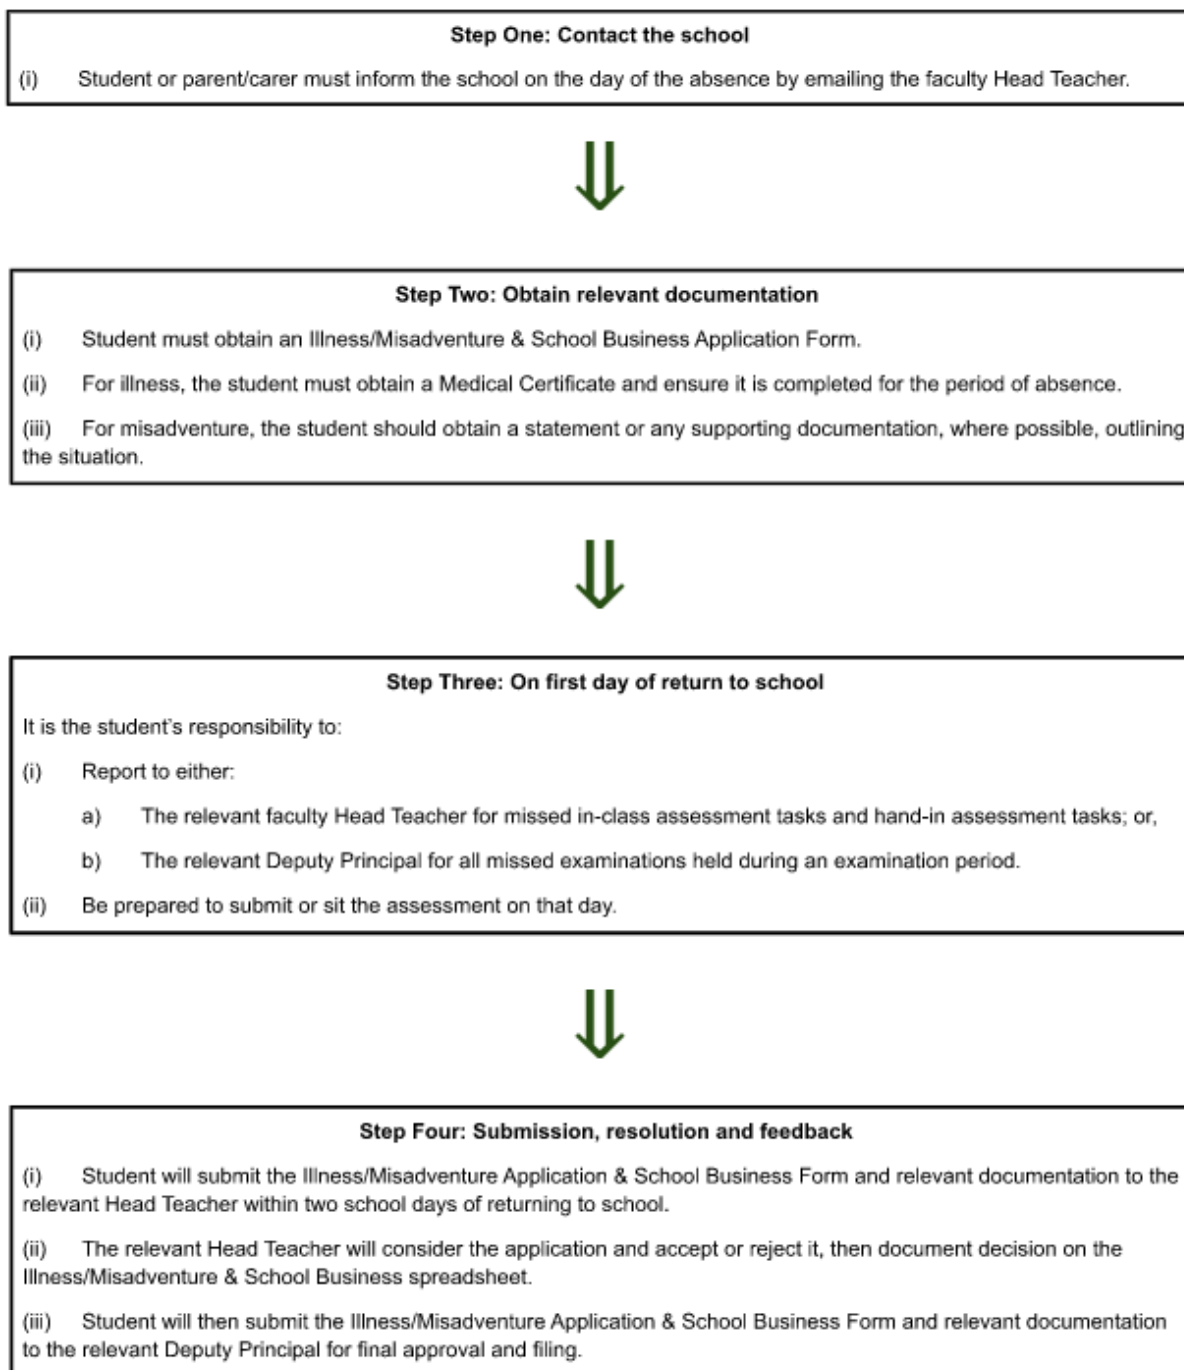 Step One: Contact the school
(i) Student or parent/carer must inform the school on the day of the absence by emailing the faculty Head Teacher.
Step Two: Obtain relevant documentation
(i) Student must obtain an Illness/Misadventure & School Business Application Form.
(ii) For illness, the student must obtain a Medical Certificate and ensure it is completed for the period of absence.
(iii) For misadventure, the student should obtain a statement or any supporting documentation, where possible, outlining
the situation.
Step Three: On first day of return to school
It is the student's responsibility to:
(i) Report to either:
a) The relevant faculty Head Teacher for missed in-class assessment tasks and hand-in assessment tasks; or,
b) The relevant Deputy Principal for all missed examinations held during an examination period.
(ii) Be prepared to submit or sit the assessment on that day.
Step Four: Submission, resolution and feedback
(i) Student will submit the Illness/Misadventure Application & School Business Form and relevant documentation to the
relevant Head Teacher within two school days of returning to school.
(ii) The relevant Head Teacher will consider the application and accept or reject it, then document decision on the
Illness/Misadventure & School Business spreadsheet.
(iii) Student will then submit the Illness/Misadventure Application & School Business Form and relevant documentation
to the relevant Deputy Principal for final approval and filing.